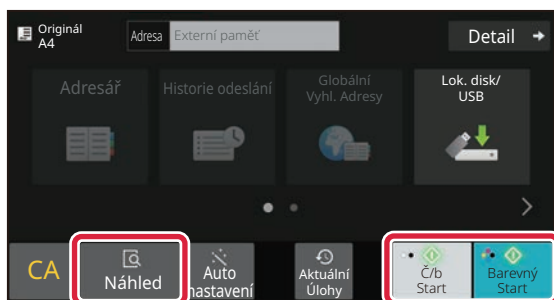 Originál
A4
Adresa Externí paměť
Detail
Adresář
Historie odeslání
Globální
Vyhl. Adresy
Lok. disk/
USB
CA
Náhled
Auto
nastavení
Aktuální
Úlohy
Č/b
Start
Barevný
Start